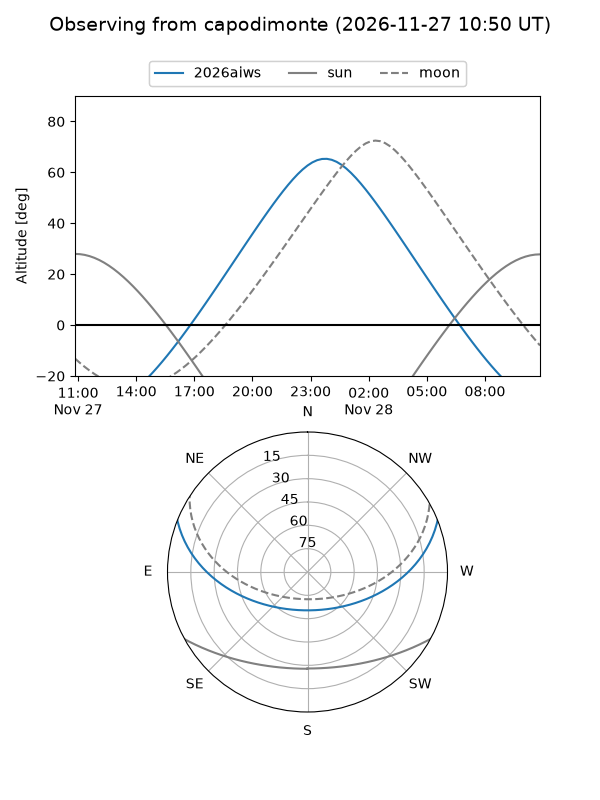 Observing from capodimonte (2026-11-27 10:50 UT)
2026aiws sun moon
Altitude [deg]
80
60
40
20
0
−20
11:00 14:00 17:00 20:00 23:00 02:00 05:00 08:00
Nov 27 Nov 28
N
NE NW
15
30
45
60
75
E W
SE SW
S